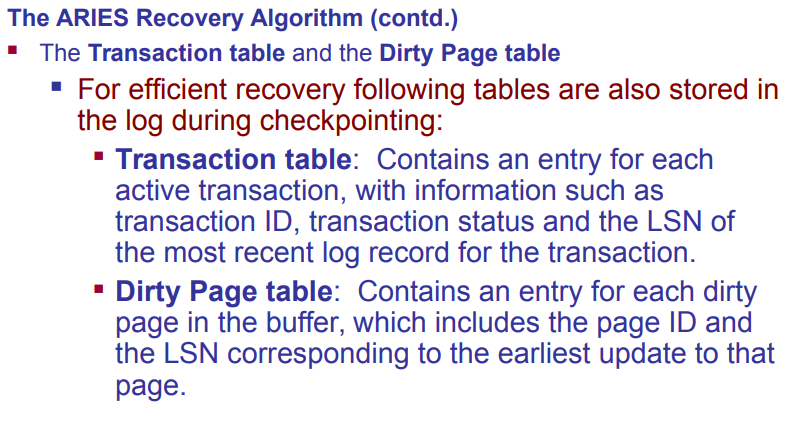 The ARIES Recovery Algorithm (contd.)
The Transaction table and the Dirty Page table
For efficient recovery following tables are also stored in
the log during checkpointing:
Transaction table: Contains an entry for each
active transaction, with information such as
transaction ID, transaction status and the LSN of
the most recent log record for the transaction.
Dirty Page table: Contains an entry for each dirty
page in the buffer, which includes the page ID and
the LSN corresponding to the earliest update to that
page.